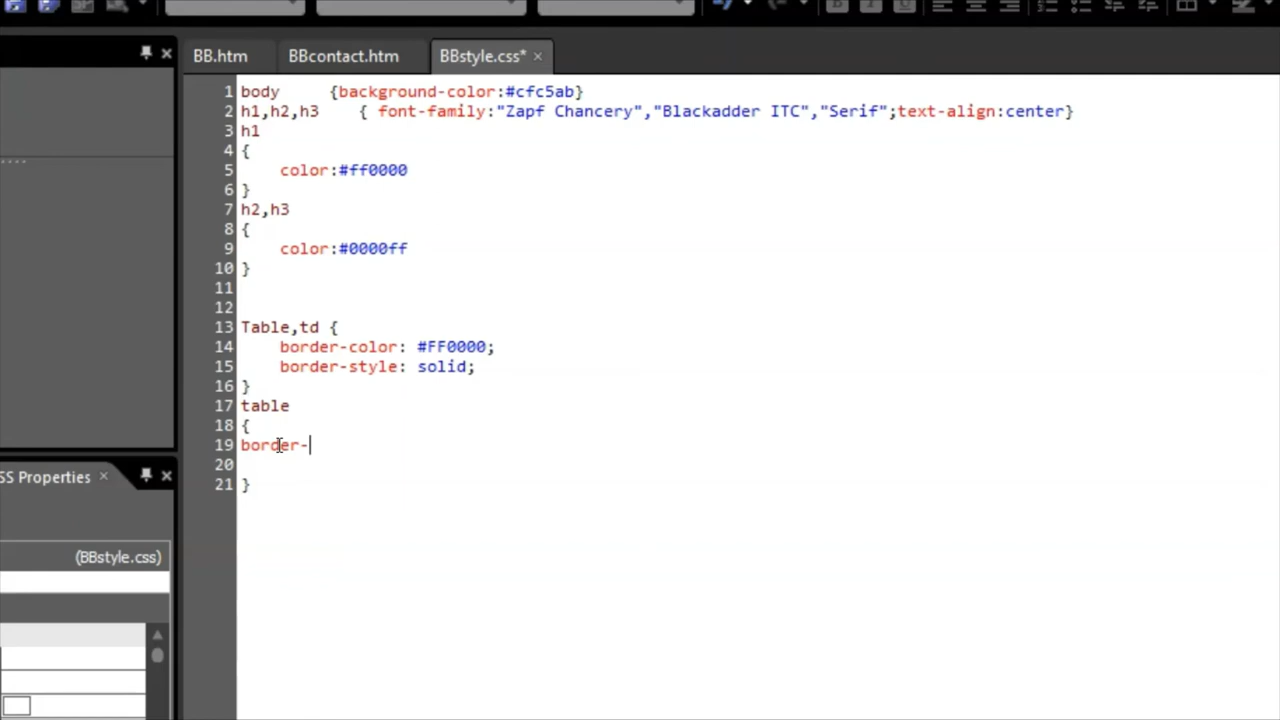 BB.htm BBcontact.htm BBstyle.css*
1 body {background-color:#cfc5ab}
2 h1,h2,h3 { font-family:"Zapf Chancery","Blackadder ITC","Serif";text-align:center}
3 h1
4 {
5 color:#ff0000
6 }
7 h2,h3
8 {
9 color:#0000ff
10 }
11
12
13 Table,td {
14 border-color: #FF0000;
15 border-style: solid;
16 }
17 table
18 {
19 border-
20
21 }
SS Properties
(BBstyle.css)